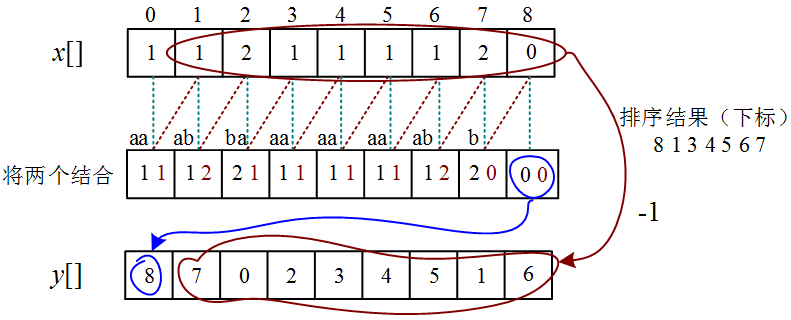 0 1 2 3 4 5 6 7 8
x[] 1 1 2 1 1 1 1 2 0
排序结果（下标）
8 1 3 4 5 6 7
aa ab ba aa aa aa ab b
将两个结合 1 1 1 2 2 1 1 1 1 1 1 1 1 2 2 0 0 0
-1
y[] 8 7 0 2 3 4 5 1 6